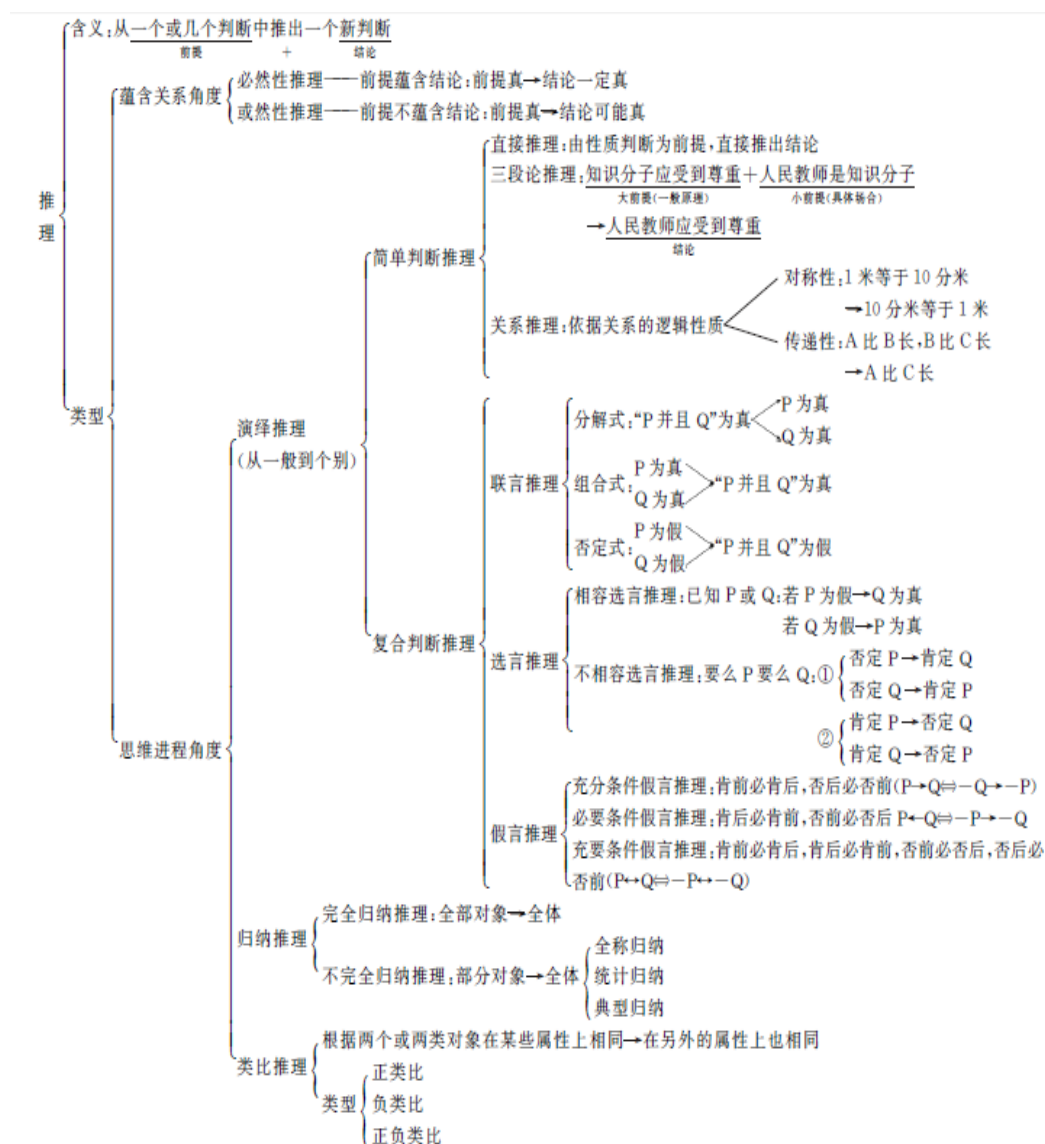 含义:从一个或几个判断中推出一个新判断
前提 + 结论
必然性推理——前提蕴含结论:前提真→结论一定真
蕴含关系角度
或然性推理——前提不蕴含结论:前提真→结论可能真
直接推理:由性质判断为前提,直接推出结论
三段论推理:知识分子应受到尊重+人民教师是知识分子
大前提(一般原理) 小前提(具体场合)
→人民教师应受到尊重
结论
推理
简单判断推理
对称性:1米等于10分米
→10分米等于1米
关系推理:依据关系的逻辑性质
传递性:A比B长,B比C长
→A比C长
类型
演绎推理
(从一般到个别)
分解式:“P并且Q”为真
P为真
Q为真
联言推理
组合式:
P为真
Q为真
“P并且Q”为真
否定式:
P为假
Q为假
“P并且Q”为假
相容选言推理:已知P或Q:若P为假→Q为真
若Q为假→P为真
复合判断推理
选言推理
不相容选言推理:要么P要么Q:①
否定P→肯定Q
否定Q→肯定P
②
肯定P→否定Q
肯定Q→否定P
思维进程角度
充分条件假言推理:肯前必肯后,否后必否前(P→Q⇔-Q→-P)
必要条件假言推理:肯后必肯前,否前必否后P←Q⇔-P→-Q
假言推理
充要条件假言推理:肯前必肯后,肯后必肯前,否前必否后,否后必
否前(P↔Q⇔-P↔-Q)
完全归纳推理:全部对象→全体
归纳推理
不完全归纳推理:部分对象→全体
全称归纳
统计归纳
典型归纳
根据两个或两类对象在某些属性上相同→在另外的属性上也相同
类比推理
类型
正类比
负类比
正负类比